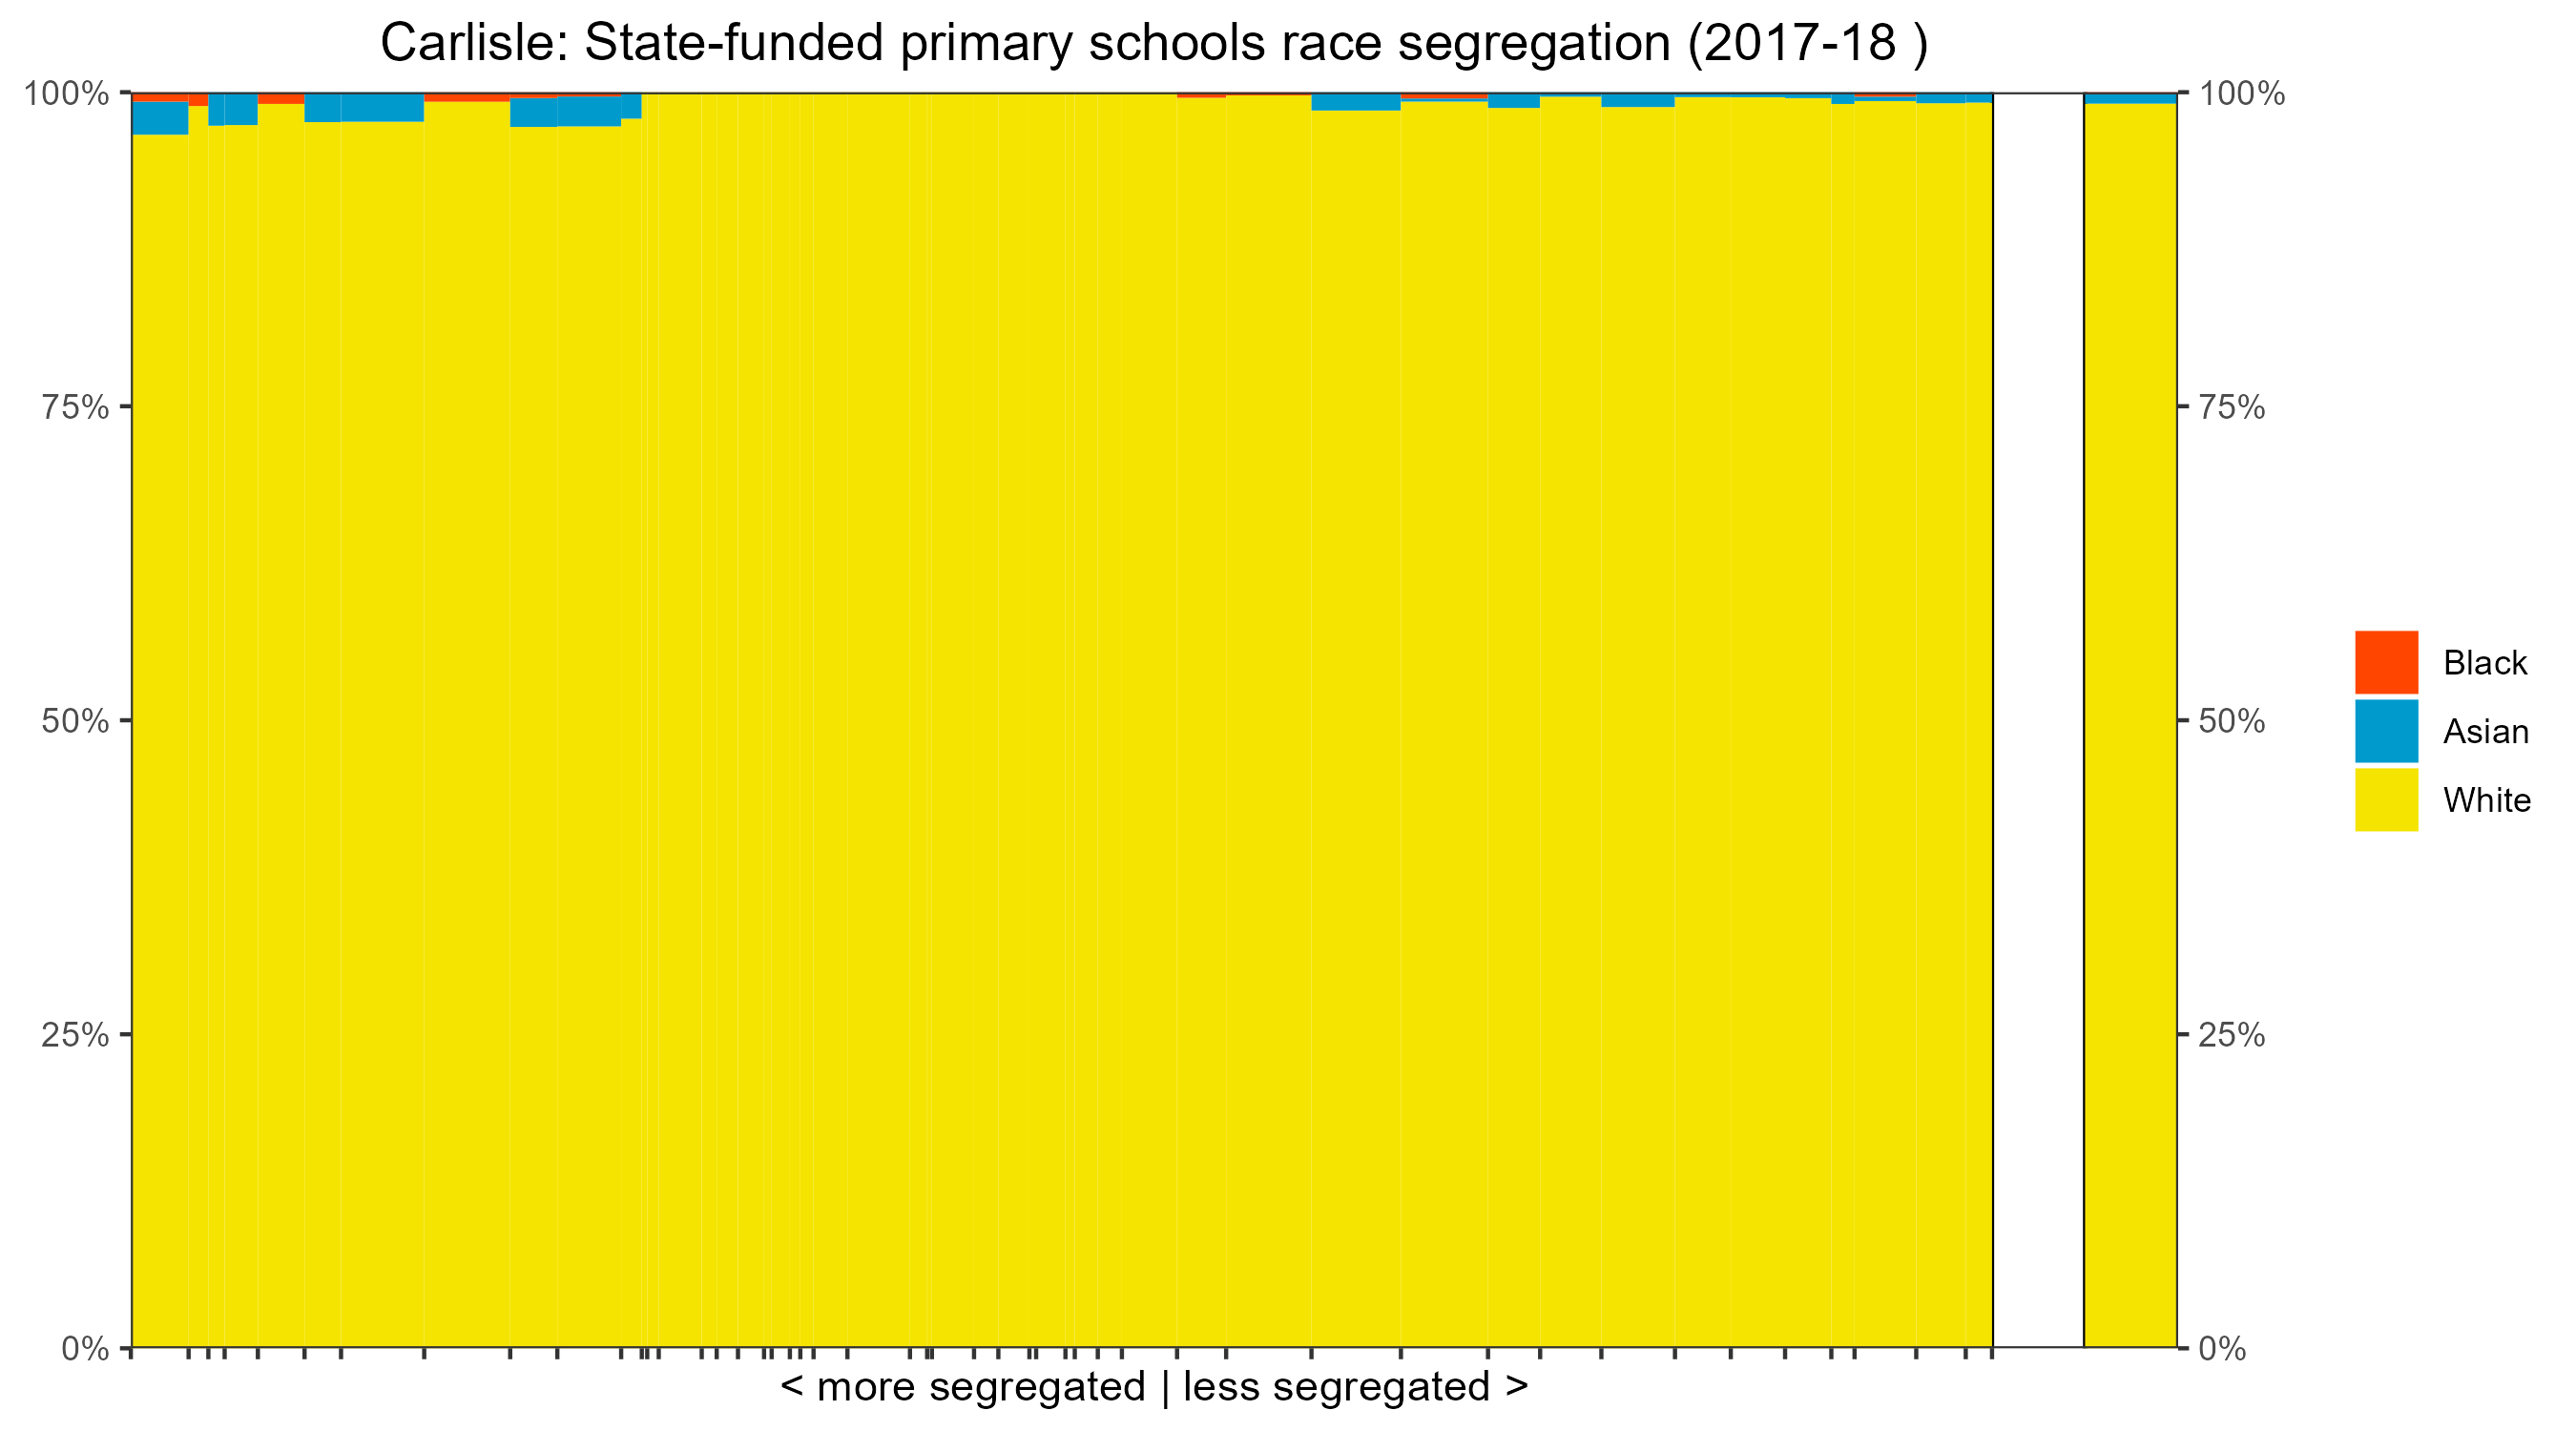 Carlisle: State-funded primary schools race segregation (2017-18 )
100%
100%
75%
75%
50%
50%
25%
25%
0%
0%
Black
Asian
White
< more segregated | less segregated >